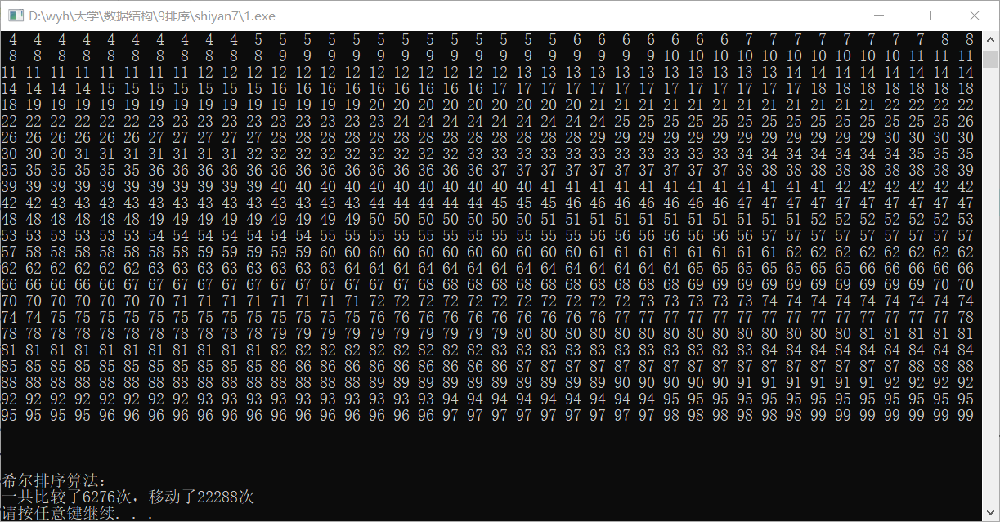 D:\wyh\大学\数据结构\9排序\shiyan7\1.exe
4 4 4 4 4 4 4 4 4 4 5 5 5 5 5 5 5 5 5 5 5 5 5 6 6 6 6 6 6 6 7 7 7 7 7 7 7 7 8 8
8 8 8 8 8 8 8 8 8 8 8 9 9 9 9 9 9 9 9 9 9 9 9 9 9 9 9 10 10 10 10 10 10 10 10 10 10 11 11 11
11 11 11 11 11 11 11 11 12 12 12 12 12 12 12 12 12 12 12 12 12 13 13 13 13 13 13 13 13 13 13 13 14 14 14 14 14 14 14 14
14 14 14 14 15 15 15 15 15 15 15 16 16 16 16 16 16 16 16 16 17 17 17 17 17 17 17 17 17 17 17 17 17 18 18 18 18 18 18 18
18 19 19 19 19 19 19 19 19 19 19 19 19 19 19 20 20 20 20 20 20 20 20 20 21 21 21 21 21 21 21 21 21 21 21 21 22 22 22 22
22 22 22 22 22 22 23 23 23 23 23 23 23 23 23 23 24 24 24 24 24 24 24 24 24 25 25 25 25 25 25 25 25 25 25 25 25 25 25 26
26 26 26 26 26 26 27 27 27 27 27 28 28 28 28 28 28 28 28 28 28 28 28 28 29 29 29 29 29 29 29 29 29 29 29 29 30 30 30 30
30 30 30 31 31 31 31 31 31 31 32 32 32 32 32 32 32 32 32 33 33 33 33 33 33 33 33 33 33 33 34 34 34 34 34 34 34 35 35 35
35 35 35 35 35 35 36 36 36 36 36 36 36 36 36 36 36 36 36 36 37 37 37 37 37 37 37 37 37 37 38 38 38 38 38 38 38 38 38 39
39 39 39 39 39 39 39 39 39 39 39 40 40 40 40 40 40 40 40 40 40 40 41 41 41 41 41 41 41 41 41 41 41 41 42 42 42 42 42 42
42 42 43 43 43 43 43 43 43 43 43 43 43 43 43 44 44 44 44 44 45 45 45 46 46 46 46 46 46 46 47 47 47 47 47 47 47 47 47 47
48 48 48 48 48 48 49 49 49 49 49 49 49 49 49 50 50 50 50 50 50 50 51 51 51 51 51 51 51 51 51 51 51 52 52 52 52 52 52 53
53 53 53 53 53 53 54 54 54 54 54 54 54 55 55 55 55 55 55 55 55 55 55 55 56 56 56 56 56 56 56 57 57 57 57 57 57 57 57 57
57 58 58 58 58 58 58 58 59 59 59 59 59 60 60 60 60 60 60 60 60 60 60 60 61 61 61 61 61 61 61 61 62 62 62 62 62 62 62 62
62 62 62 62 62 62 63 63 63 63 63 63 63 63 64 64 64 64 64 64 64 64 64 64 64 64 64 64 65 65 65 65 65 65 65 66 66 66 66 66
66 66 66 66 66 67 67 67 67 67 67 67 67 67 67 67 67 68 68 68 68 68 68 68 68 68 68 68 69 69 69 69 69 69 69 69 69 69 70 70
70 70 70 70 70 70 70 71 71 71 71 71 71 71 71 72 72 72 72 72 72 72 72 72 72 72 73 73 73 73 73 74 74 74 74 74 74 74 74 74
74 74 75 75 75 75 75 75 75 75 75 75 75 75 75 76 76 76 76 76 76 76 76 76 76 77 77 77 77 77 77 77 77 77 77 77 77 77 77 78
78 78 78 78 78 78 78 78 78 78 78 79 79 79 79 79 79 79 79 79 79 80 80 80 80 80 80 80 80 80 80 80 80 80 80 81 81 81 81 81
81 81 81 81 81 81 81 81 81 81 81 82 82 82 82 82 82 82 82 82 83 83 83 83 83 83 83 83 83 83 83 84 84 84 84 84 84 84 84 84
85 85 85 85 85 85 85 85 85 85 85 86 86 86 86 86 86 86 86 86 86 87 87 87 87 87 87 87 87 87 87 87 87 87 87 87 87 88 88 88
88 88 88 88 88 88 88 88 88 88 88 88 88 88 88 89 89 89 89 89 89 89 89 89 89 90 90 90 90 90 91 91 91 91 91 91 92 92 92 92
92 92 92 92 92 92 92 92 93 93 93 93 93 93 93 93 93 93 94 94 94 94 94 94 94 94 94 95 95 95 95 95 95 95 95 95 95 95 95 95
95 95 95 95 96 96 96 96 96 96 96 96 96 96 96 96 96 96 97 97 97 97 97 97 97 97 97 98 98 98 98 98 98 99 99 99 99 99 99 99
希尔排序算法：
一共比较了6276次，移动了22288次
请按任意键继续. . .